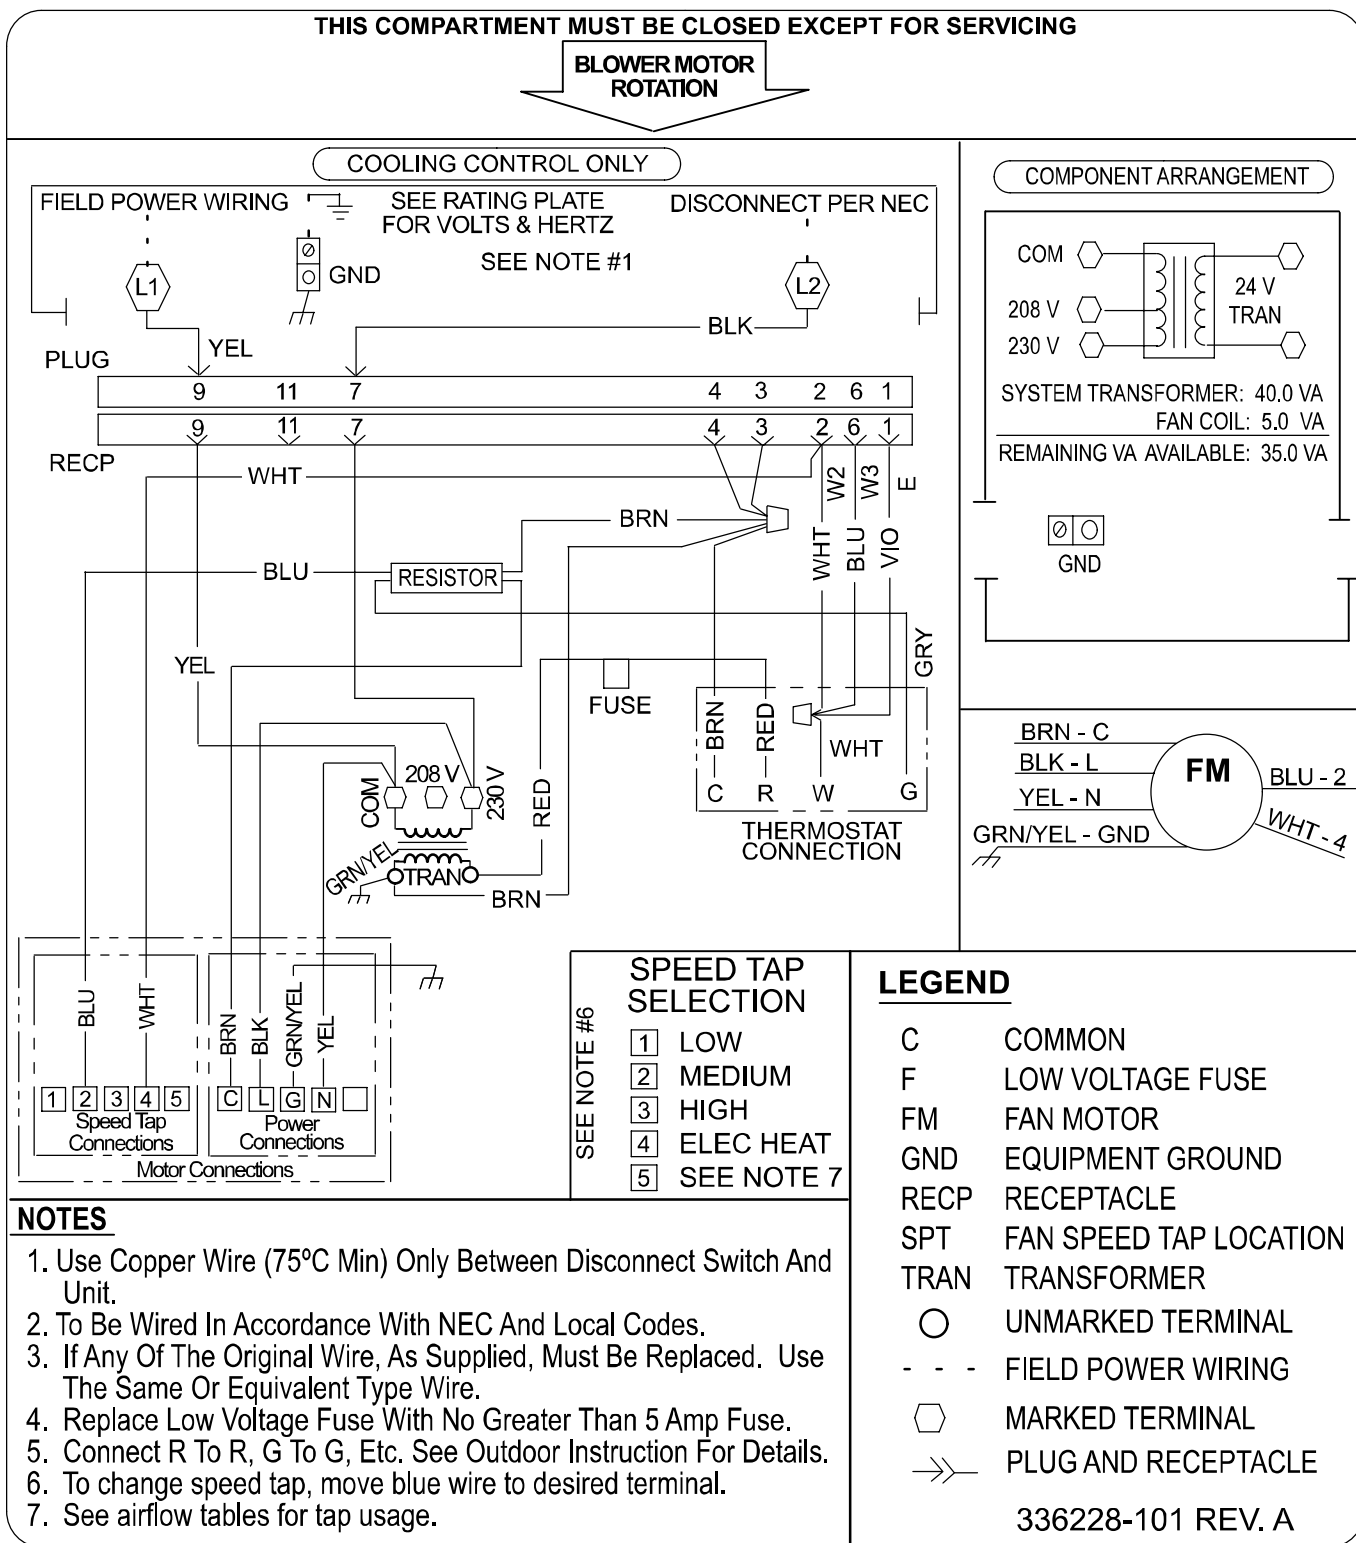 THIS COMPARTMENT MUST BE CLOSED EXCEPT FOR SERVICING
BLOWER MOTOR
ROTATION
COOLING CONTROL ONLY
FIELD POWER WIRING
SEE RATING PLATE
FOR VOLTS & HERTZ
SEE NOTE #1
DISCONNECT PER NEC
L1
GND
L2
YEL
BLK
PLUG
9 11 7 4 3 2 6 1
9 11 7 4 3 2 6 1
RECP
WHT
W2
W3
E
BRN
WHT
BLU
VIO
BLU
RESISTOR
YEL
GRY
FUSE
BRN
RED
WHT
COM
208 V
230 V
RED
C R W G
THERMOSTAT
CONNECTION
GRN/YEL
TRAN
BRN
BLU
WHT
BRN
BLK
GRN/YEL
YEL
1 2 3 4 5
C L G N
Speed Tap
Connections
Power
Connections
Motor Connections
COMPONENT ARRANGEMENT
COM
208 V
230 V
24 V
TRAN
SYSTEM TRANSFORMER: 40.0 VA
FAN COIL: 5.0 VA
REMAINING VA AVAILABLE: 35.0 VA
GND
BRN - C
BLK - L
YEL - N
GRN/YEL - GND
FM
BLU - 2
WHT - 4
SEE NOTE #6
SPEED TAP
SELECTION
1 LOW
2 MEDIUM
3 HIGH
4 ELEC HEAT
5 SEE NOTE 7
LEGEND
C COMMON
F LOW VOLTAGE FUSE
FM FAN MOTOR
GND EQUIPMENT GROUND
RECP RECEPTACLE
SPT FAN SPEED TAP LOCATION
TRAN TRANSFORMER
UNMARKED TERMINAL
FIELD POWER WIRING
MARKED TERMINAL
PLUG AND RECEPTACLE
336228-101 REV. A
NOTES
1. Use Copper Wire (75ºC Min) Only Between Disconnect Switch And
Unit.
2. To Be Wired In Accordance With NEC And Local Codes.
3. If Any Of The Original Wire, As Supplied, Must Be Replaced. Use
The Same Or Equivalent Type Wire.
4. Replace Low Voltage Fuse With No Greater Than 5 Amp Fuse.
5. Connect R To R, G To G, Etc. See Outdoor Instruction For Details.
6. To change speed tap, move blue wire to desired terminal.
7. See airflow tables for tap usage.